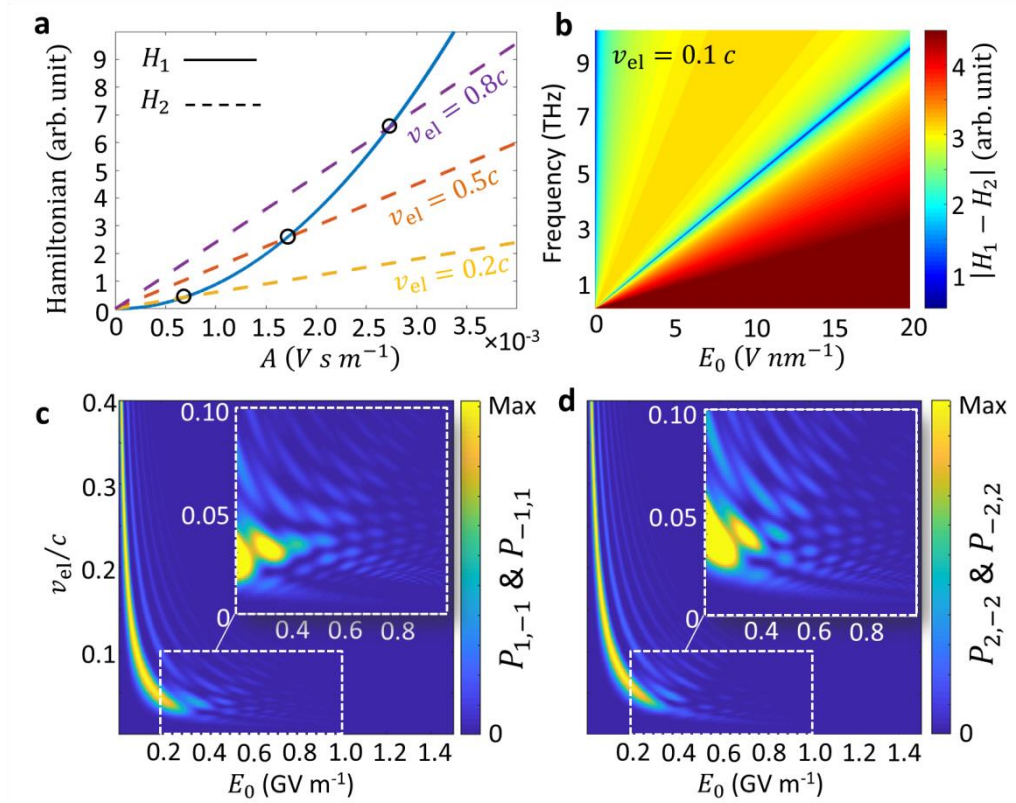 a
Hamiltonian (arb. unit)
9
8
7
6
5
4
3
2
1
0
H₁
H₂
v_el = 0.8c
v_el = 0.5c
v_el = 0.2c
0 0.5 1.0 1.5 2.0 2.5 3.0 3.5
×10⁻³
A (V s m⁻¹)
b
v_el = 0.1 c
Frequency (THz)
9
7
5
3
1
0 5 10 15 20
E₀ (V nm⁻¹)
4
3
2
1
|H₁ − H₂| (arb. unit)
c
v_el/c
0.4
0.3
0.2
0.1
0.10
0.05
0
0.4 0.6 0.8
0.2 0.4 0.6 0.8 1.0 1.2 1.4
E₀ (GV m⁻¹)
Max
0
P₁,₋₁ & P₋₁,₁
d
0.10
0.05
0
0.4 0.6 0.8
0.2 0.4 0.6 0.8 1.0 1.2 1.4
E₀ (GV m⁻¹)
Max
0
P₂,₋₂ & P₋₂,₂